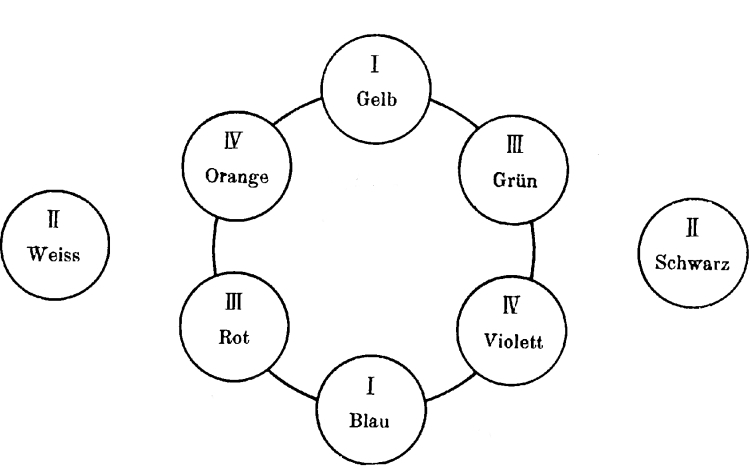 I
Gelb
IV
Orange
III
Grün
II
Weiss
II
Schwarz
III
Rot
IV
Violett
I
Blau